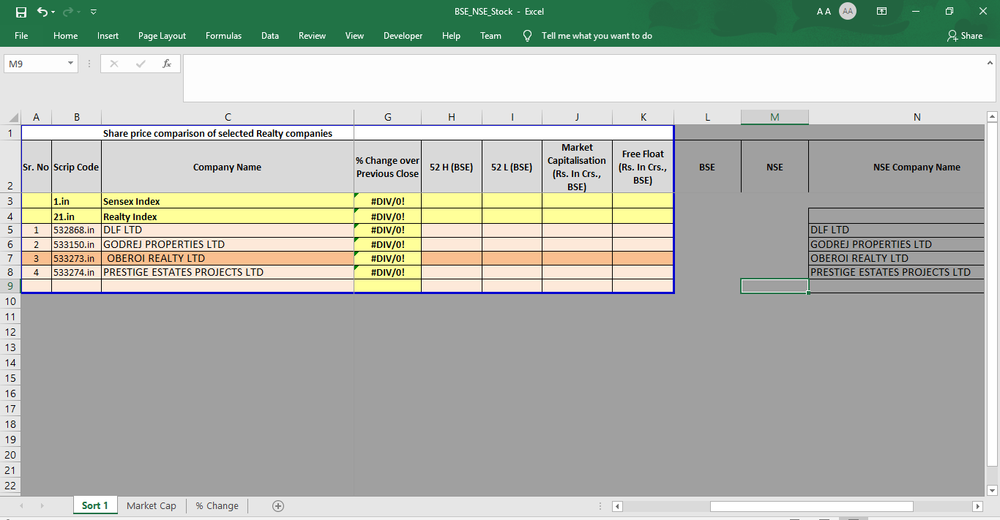 BSE_NSE_Stock - Excel
A A
AA
File Home Insert Page Layout Formulas Data Review View Developer Help Team Tell me what you want to do Share
M9
fx
A B C G H I J K L M N
1 Share price comparison of selected Realty companies
2 Sr. No Scrip Code Company Name % Change over Previous Close 52 H (BSE) 52 L (BSE) Market Capitalisation (Rs. In Crs., BSE) Free Float (Rs. In Crs., BSE) BSE NSE NSE Company Name
3 1.in Sensex Index #DIV/0!
4 21.in Realty Index #DIV/0!
5 1 532868.in DLF LTD #DIV/0! DLF LTD
6 2 533150.in GODREJ PROPERTIES LTD #DIV/0! GODREJ PROPERTIES LTD
7 3 533273.in OBEROI REALTY LTD #DIV/0! OBEROI REALTY LTD
8 4 533274.in PRESTIGE ESTATES PROJECTS LTD #DIV/0! PRESTIGE ESTATES PROJECTS LTD
9
10
11
12
13
14
15
16
17
18
19
20
21
22
Sort 1 Market Cap % Change